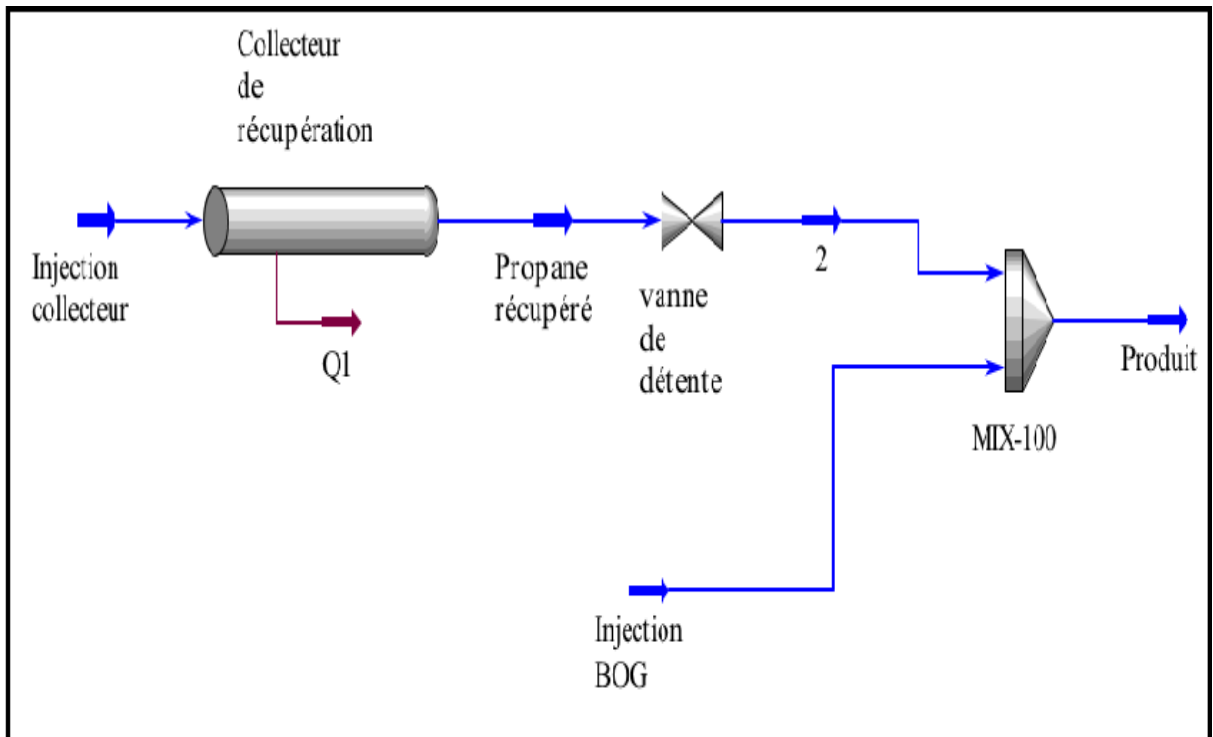 Collecteur
de
récupération
Injection
collecteur
Q1
Propane
récupéré
vanne
de
détente
2
MIX-100
Produit
Injection
BOG